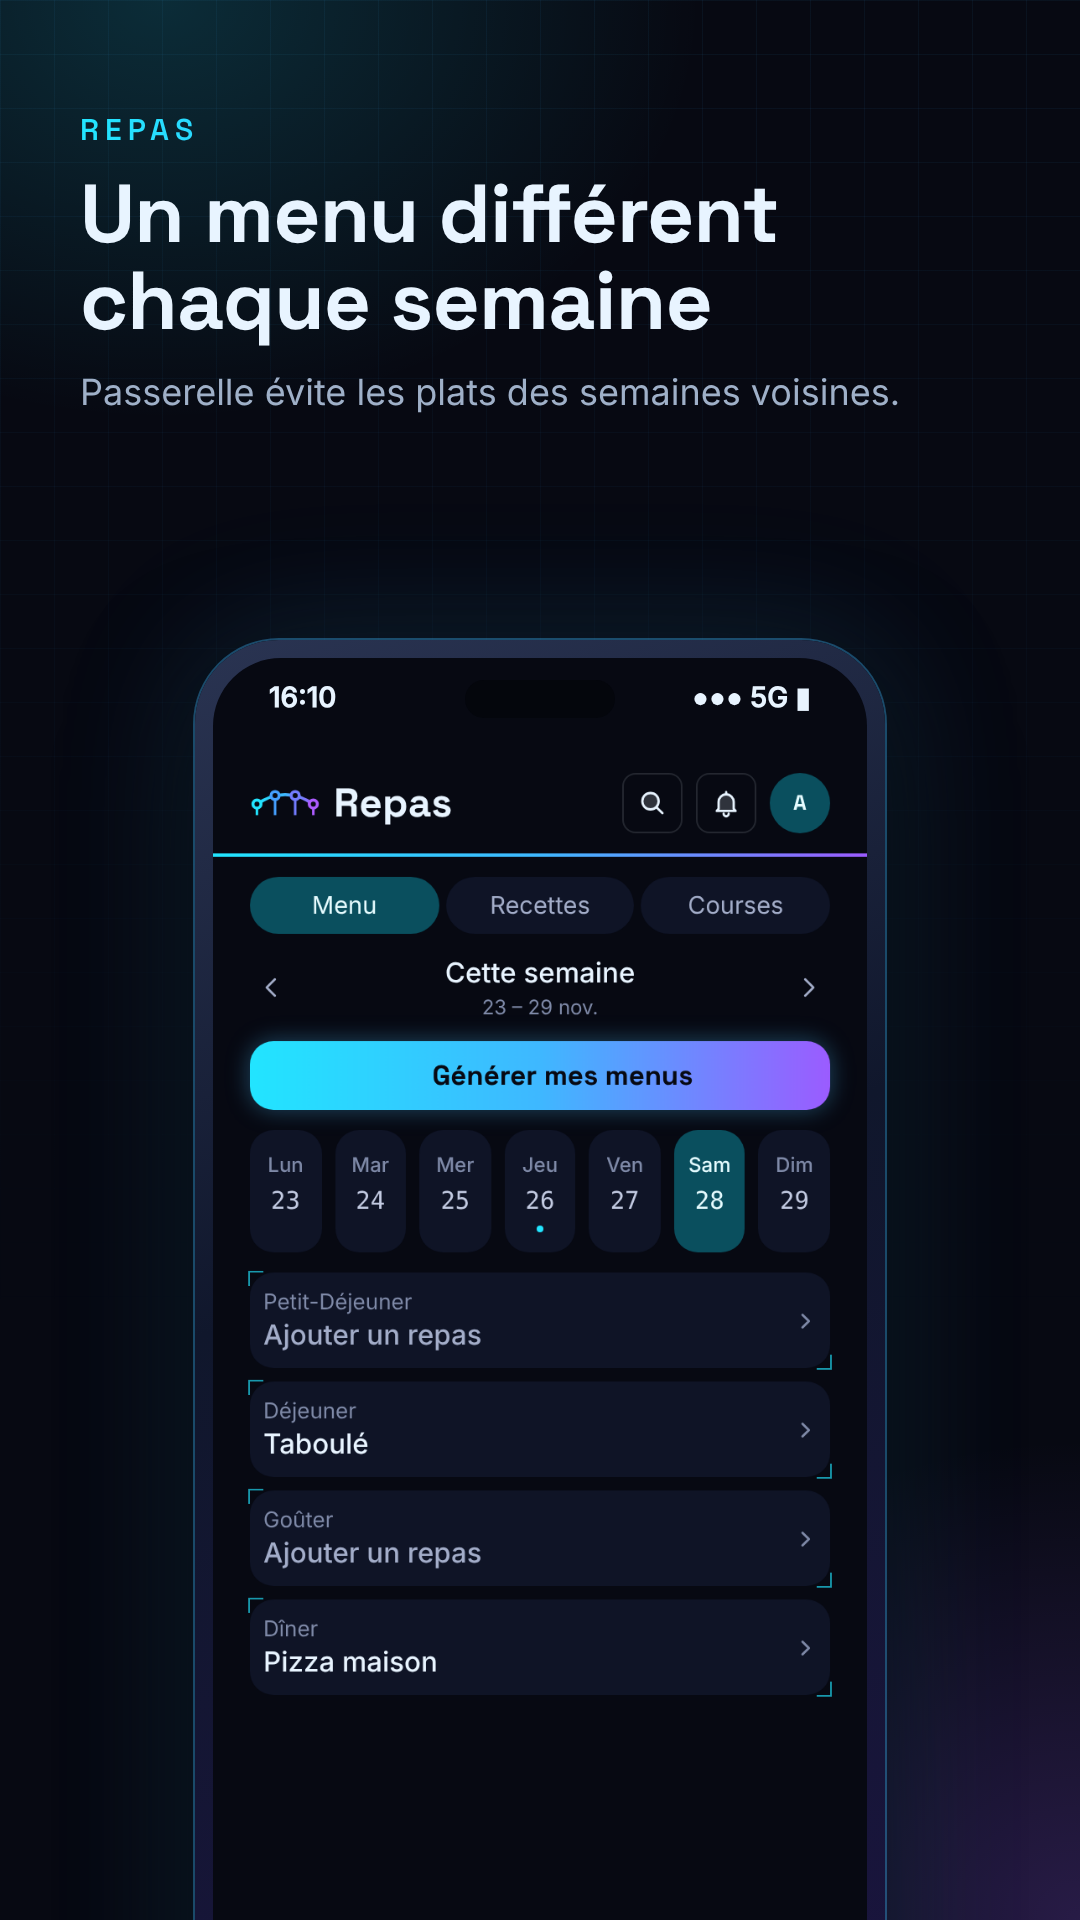 REPAS
Un menu différent
chaque semaine
Passerelle évite les plats des semaines voisines.
16:10
5G
Repas
A
Menu Recettes Courses
Cette semaine
23 – 29 nov.
Générer mes menus
Lun Mar Mer Jeu Ven Sam Dim
23 24 25 26 27 28 29
Petit-Déjeuner
Ajouter un repas
Déjeuner
Taboulé
Goûter
Ajouter un repas
Dîner
Pizza maison